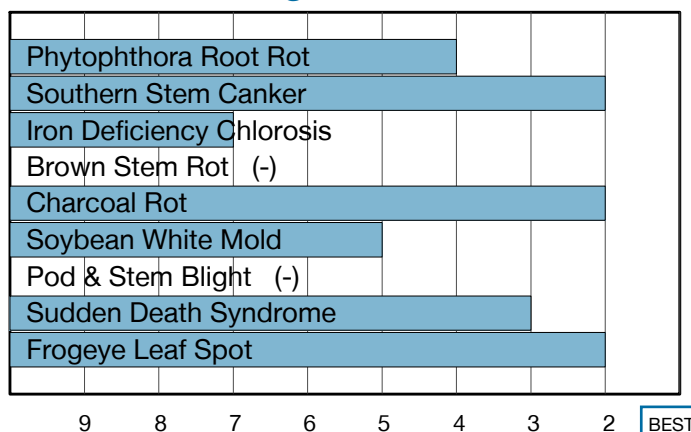 Phytophthora Root Rot
Southern Stem Canker
Iron Deficiency Chlorosis
Brown Stem Rot (-)
Charcoal Rot
Soybean White Mold
Pod & Stem Blight (-)
Sudden Death Syndrome
Frogeye Leaf Spot
9 8 7 6 5 4 3 2 BEST